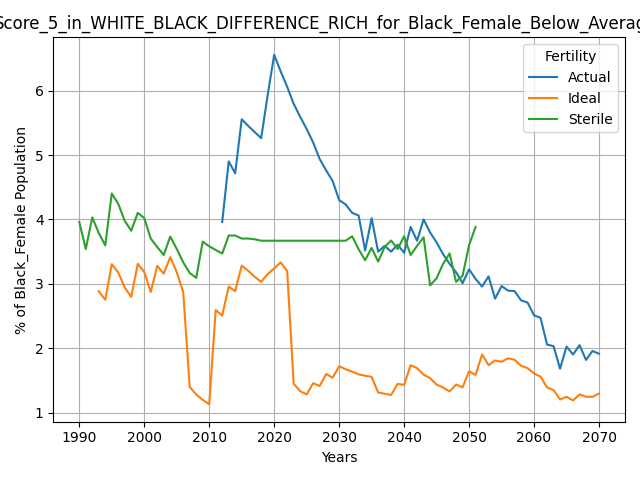 Score_5_in_WHITE_BLACK_DIFFERENCE_RICH_for_Black_Female_Below_Averag
Fertility
Actual
Ideal
Sterile
% of Black_Female Population
6
5
4
3
2
1
1990 2000 2010 2020 2030 2040 2050 2060 2070
Years